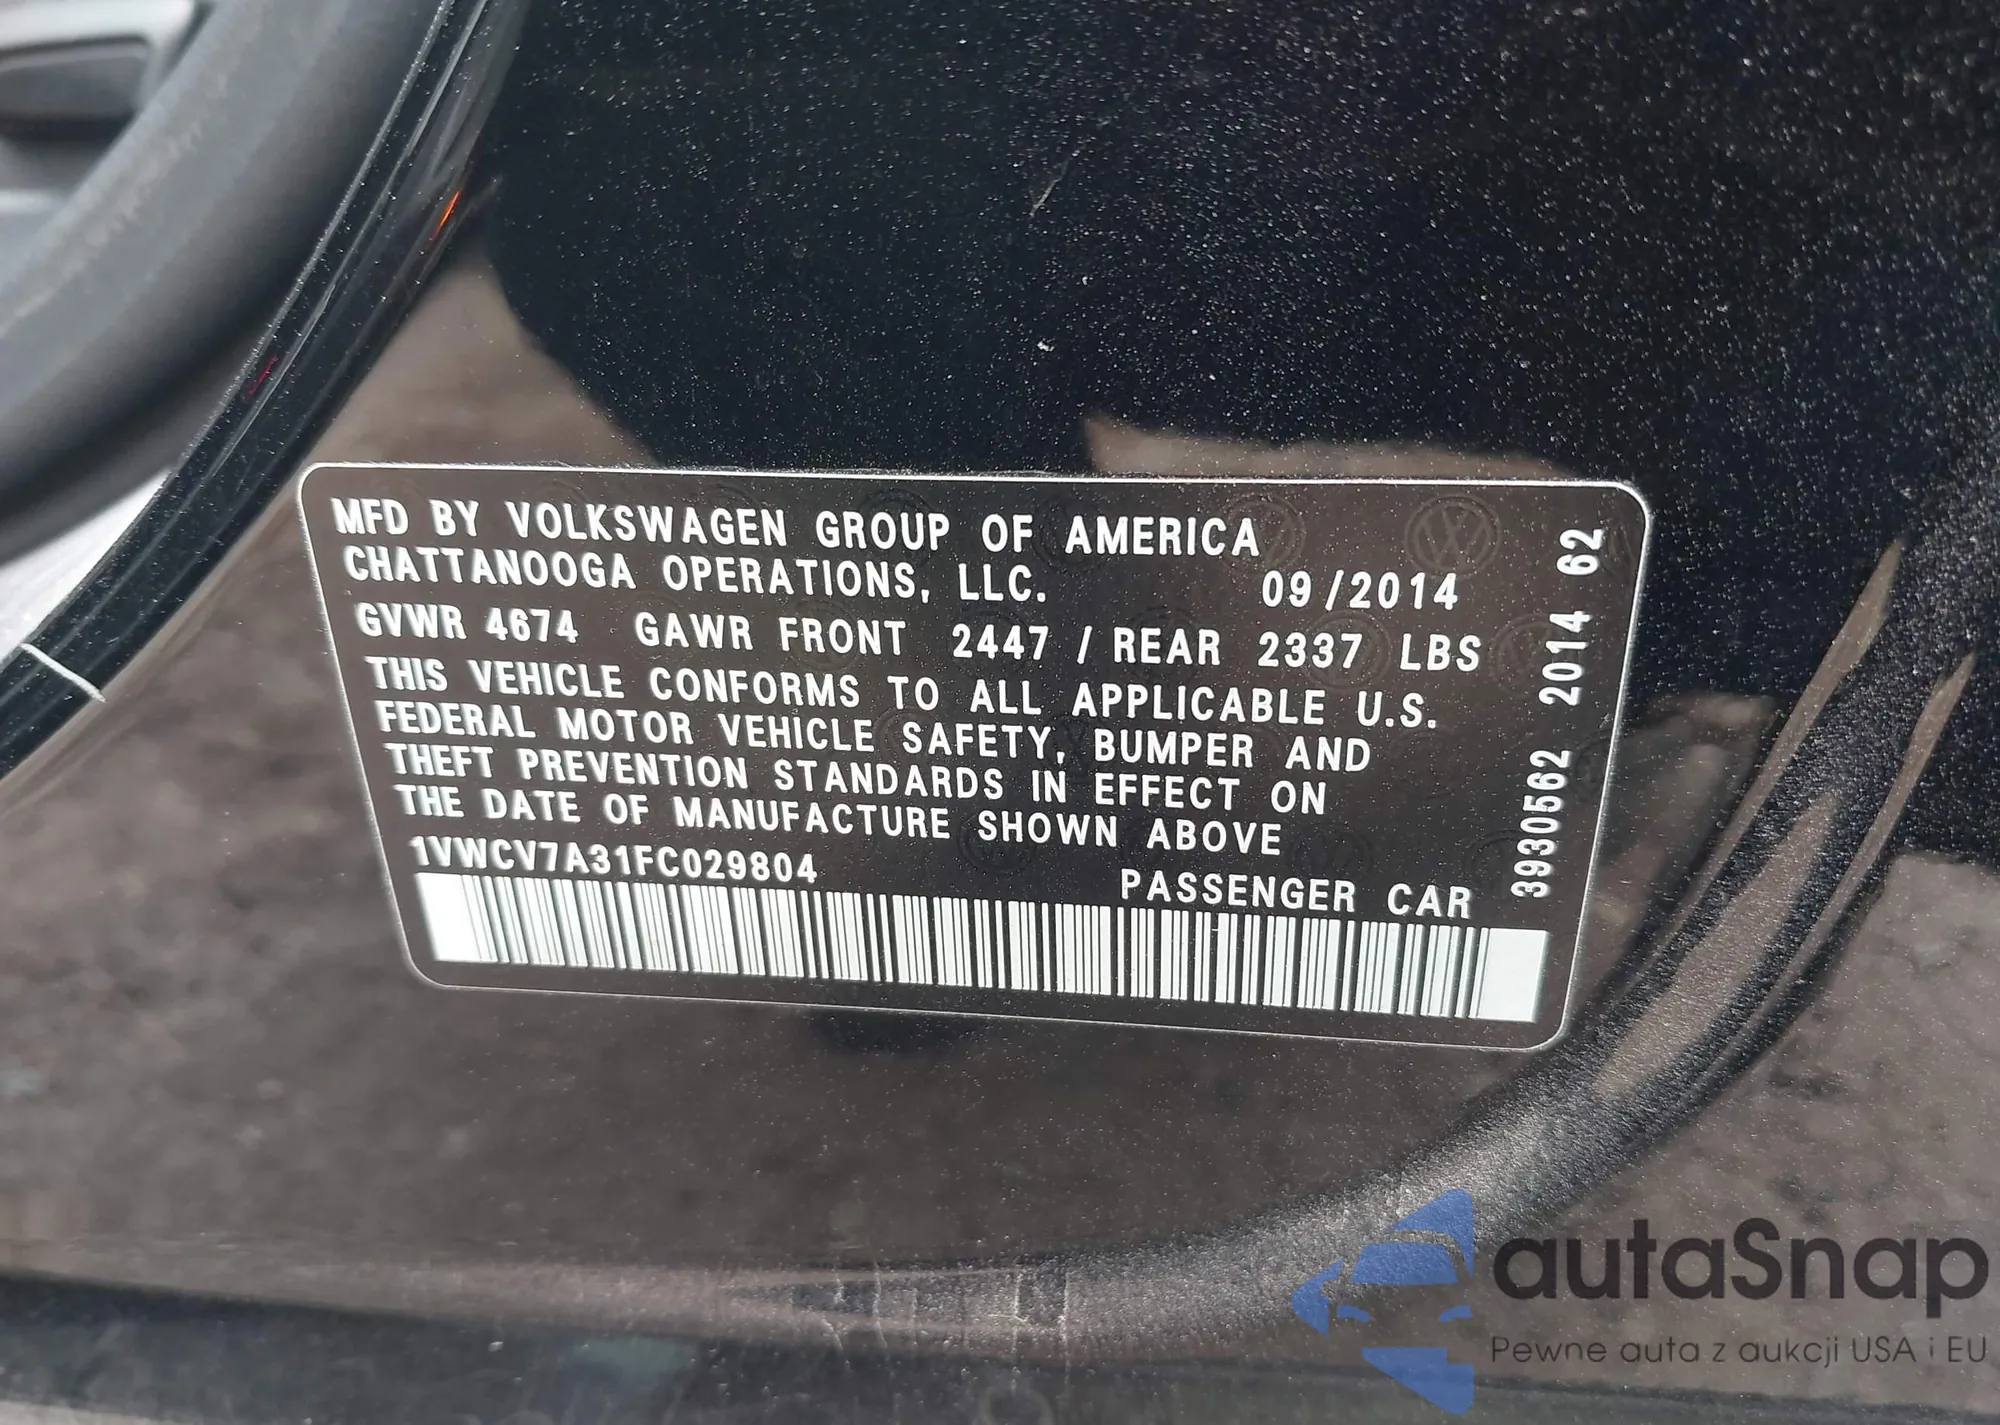 MFD BY VOLKSWAGEN GROUP OF AMERICA
CHATTANOOGA OPERATIONS, LLC. 09/2014
GVWR 4674 GAWR FRONT 2447 / REAR 2337 LBS
THIS VEHICLE CONFORMS TO ALL APPLICABLE U.S.
FEDERAL MOTOR VEHICLE SAFETY, BUMPER AND
THEFT PREVENTION STANDARDS IN EFFECT ON
THE DATE OF MANUFACTURE SHOWN ABOVE
1VWCV7A31FC029804 PASSENGER CAR
3930562 2014 62
autaSnap
Pewne auta z aukcji USA i EU